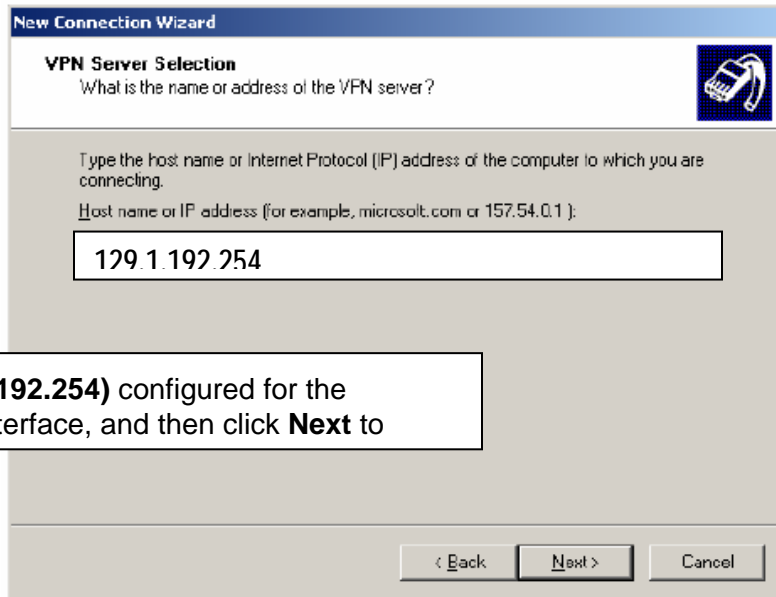 New Connection Wizard
VPN Server Selection
What is the name or address of the VPN server?
Type the host name or Internet Protocol (IP) address of the computer to which you are
connecting.
Host name or IP address (for example, microsoft.com or 157.54.0.1 ):
129.1.192.254
192.254) configured for the
terface, and then click Next to
< Back
Next >
Cancel